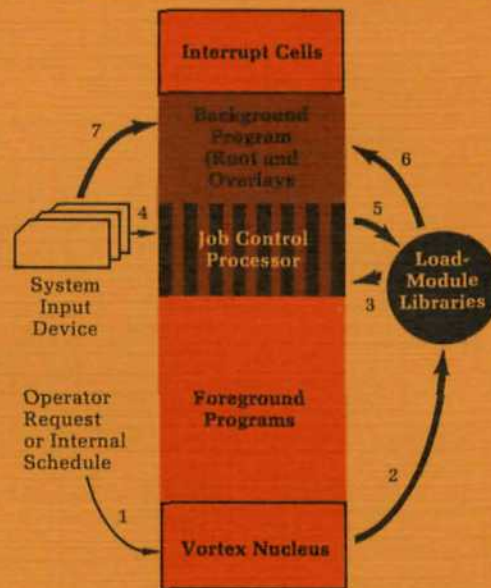 Interrupt Cells
7
Background
Program
(Root and
Overlays
6
4
5
Job Control
Processor
Load-
Module
Libraries
System
Input
Device
3
Operator
Request
or Internal
Schedule
Foreground
Programs
2
1
Vortex Nucleus